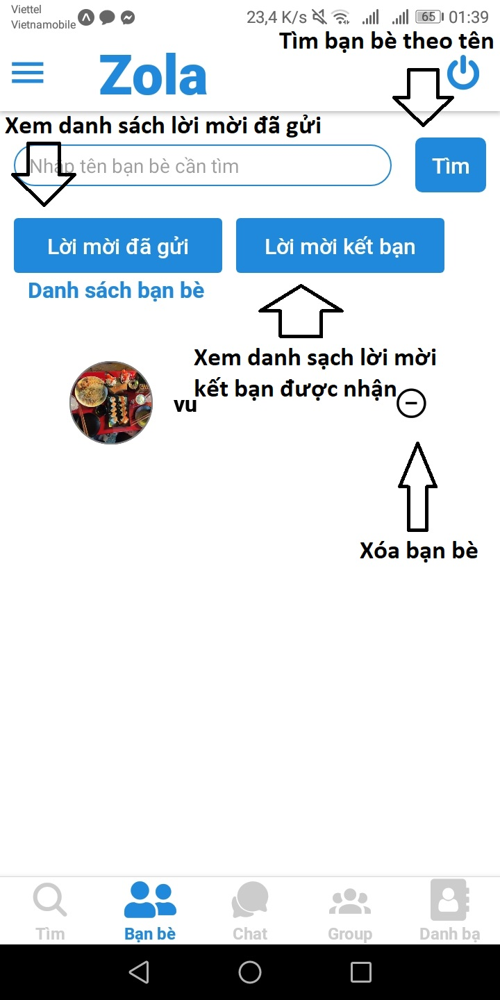 Viettel
Vietnamobile
23,4 K/s
65
01:39
Tìm bạn bè theo tên
Zola
Xem danh sách lời mời đã gửi
Nhập tên bạn bè cần tìm
Tìm
Lời mời đã gửi
Lời mời kết bạn
Danh sách bạn bè
Xem danh sạch lời mời
kết bạn được nhận
vu
Xóa bạn bè
Tìm
Bạn bè
Chat
Group
Danh bạ